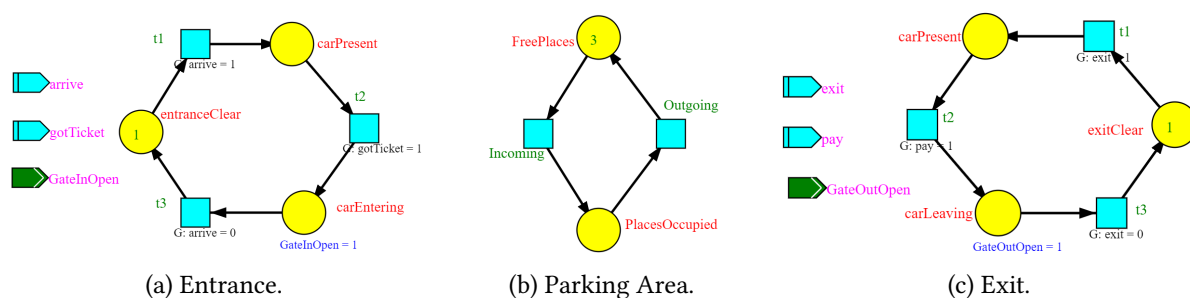 t1
carPresent
G: arrive = 1
arrive
t2
entranceClear
gotTicket
1
G: gotTicket = 1
GateInOpen
t3
carEntering
G: arrive = 0
GateInOpen = 1
(a) Entrance.
FreePlaces
3
Outgoing
Incoming
PlacesOccupied
(b) Parking Area.
carPresent
t1
G: exit = 1
exit
t2
pay
G: pay = 1
exitClear
1
GateOutOpen
carLeaving
t3
G: exit = 0
GateOutOpen = 1
(c) Exit.